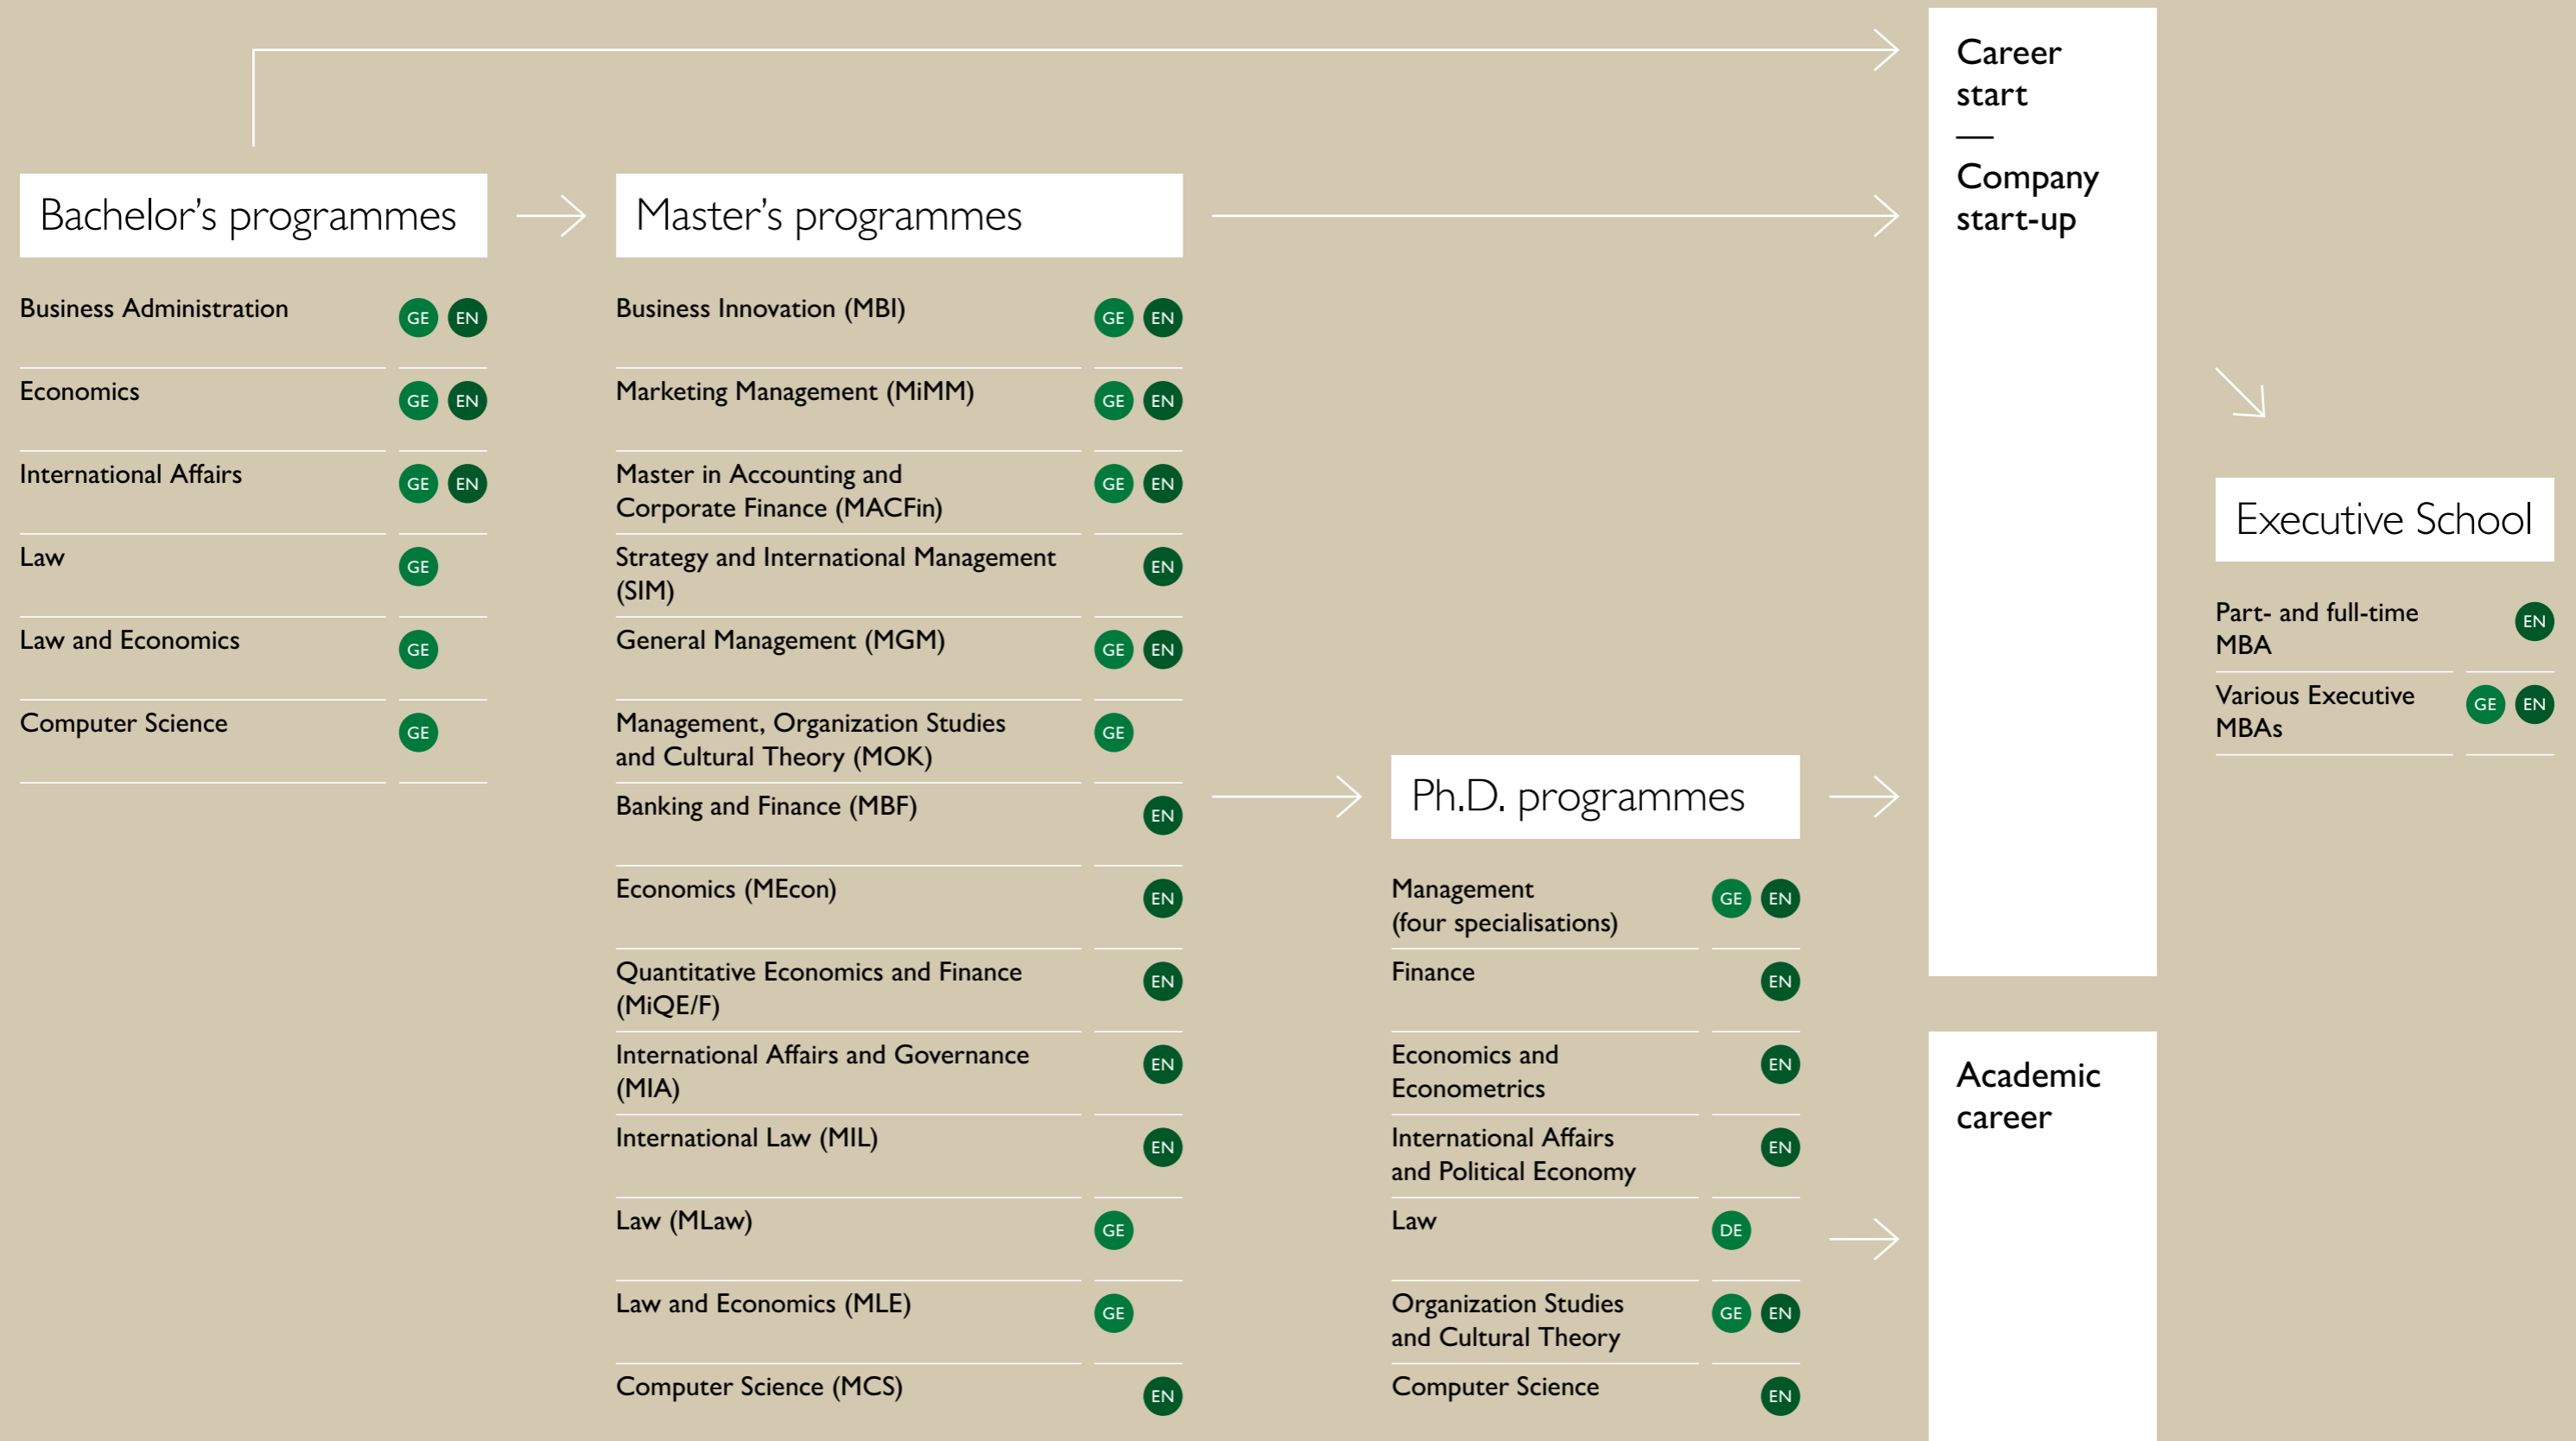 Career
start
—
Company
start-up
Bachelor’s programmes
Business Administration GE EN
Economics GE EN
International Affairs GE EN
Law GE
Law and Economics GE
Computer Science GE
Master’s programmes
Business Innovation (MBI) GE EN
Marketing Management (MiMM) GE EN
Master in Accounting and GE EN
Corporate Finance (MACFin)
Strategy and International Management EN
(SIM)
General Management (MGM) GE EN
Management, Organization Studies GE
and Cultural Theory (MOK)
Banking and Finance (MBF) EN
Economics (MEcon) EN
Quantitative Economics and Finance EN
(MiQE/F)
International Affairs and Governance EN
(MIA)
International Law (MIL) EN
Law (MLaw) GE
Law and Economics (MLE) GE
Computer Science (MCS) EN
Ph.D. programmes
Management GE EN
(four specialisations)
Finance EN
Economics and EN
Econometrics
International Affairs EN
and Political Economy
Law DE
Organization Studies GE EN
and Cultural Theory
Computer Science EN
Academic
career
Executive School
Part- and full-time EN
MBA
Various Executive GE EN
MBAs